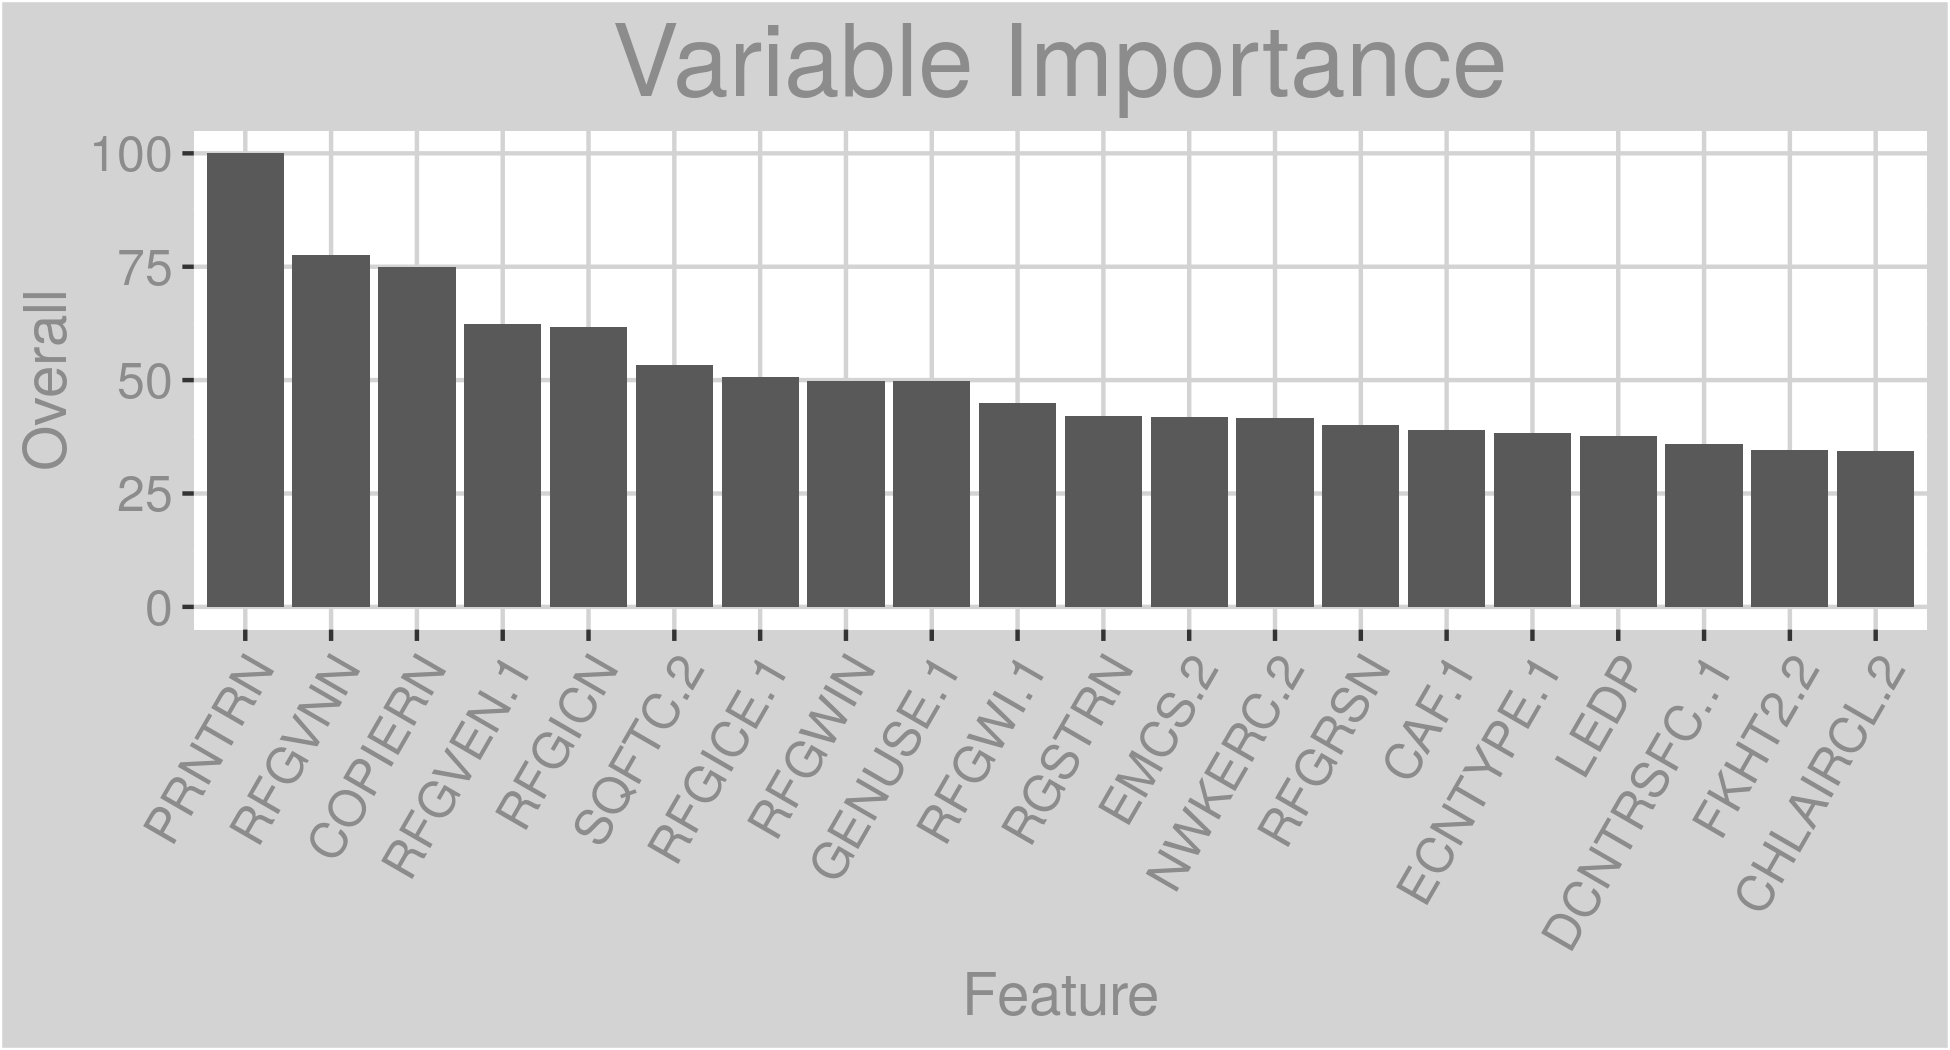 Variable Importance
Overall
100
75
50
25
0
PRNTRN
RFGVNN
COPIERN
RFGVEN.1
RFGICN
SQFTC.2
RFGICE.1
RFGWIN
GENUSE.1
RFGWI.1
RGSTRN
EMCS.2
NWKERC.2
RFGRSN
CAF.1
ECNTYPE.1
LEDP
DCNTRSFC..1
FKHT2.2
CHLAIRCL.2
Feature